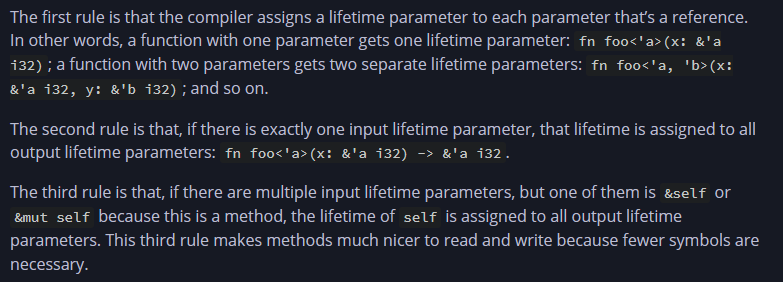 The first rule is that the compiler assigns a lifetime parameter to each parameter that’s a reference.
In other words, a function with one parameter gets one lifetime parameter: fn foo<'a>(x: &'a
i32) ; a function with two parameters gets two separate lifetime parameters: fn foo<'a, 'b>(x:
&'a i32, y: &'b i32) ; and so on.
The second rule is that, if there is exactly one input lifetime parameter, that lifetime is assigned to all
output lifetime parameters: fn foo<'a>(x: &'a i32) -> &'a i32 .
The third rule is that, if there are multiple input lifetime parameters, but one of them is &self or
&mut self because this is a method, the lifetime of self is assigned to all output lifetime
parameters. This third rule makes methods much nicer to read and write because fewer symbols are
necessary.